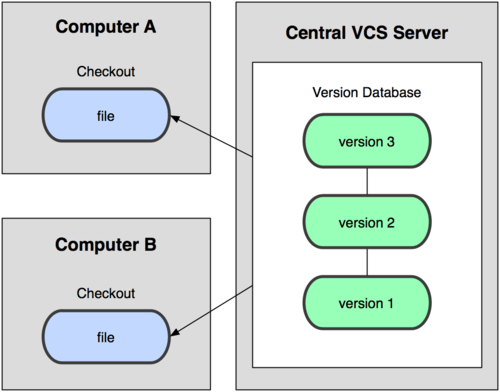 Computer A
Checkout
file
Computer B
Checkout
file
Central VCS Server
Version Database
version 3
version 2
version 1